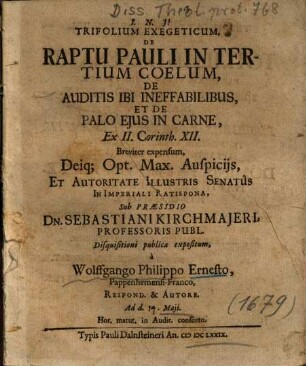 Diss. Theol. prot. 768
I. N. J!
TRIFOLIUM EXEGETICUM,
DE
RAPTU PAULI IN TER-
TIUM COELUM,
DE
AUDITIS IBI INEFFABILIBUS,
ET DE
PALO EJUS IN CARNE,
Ex II. Corinth. XII.
Breviter expensum,
Deiq; Opt. Max. Auspicijs,
ET AUTORITATE ILLUSTRIS SENATÛS
IN IMPERIALI RATISPONA,
Sub PRÆSIDIO
DN. SEBASTIANI KIRCHMAJERI,
PROFESSORIS PUBL.
Disquisitioni publicæ expositum,
à
Wolffgango Philippo Ernesto,
Pappenhemensi-Franco,
RESPOND. & AUTORE.
(1679)
Ad d. Maji.
Hor. matut. in Audit. consueto.
Typis Pauli Dalnsteineri An. CIↃ IↃC LXXIX.